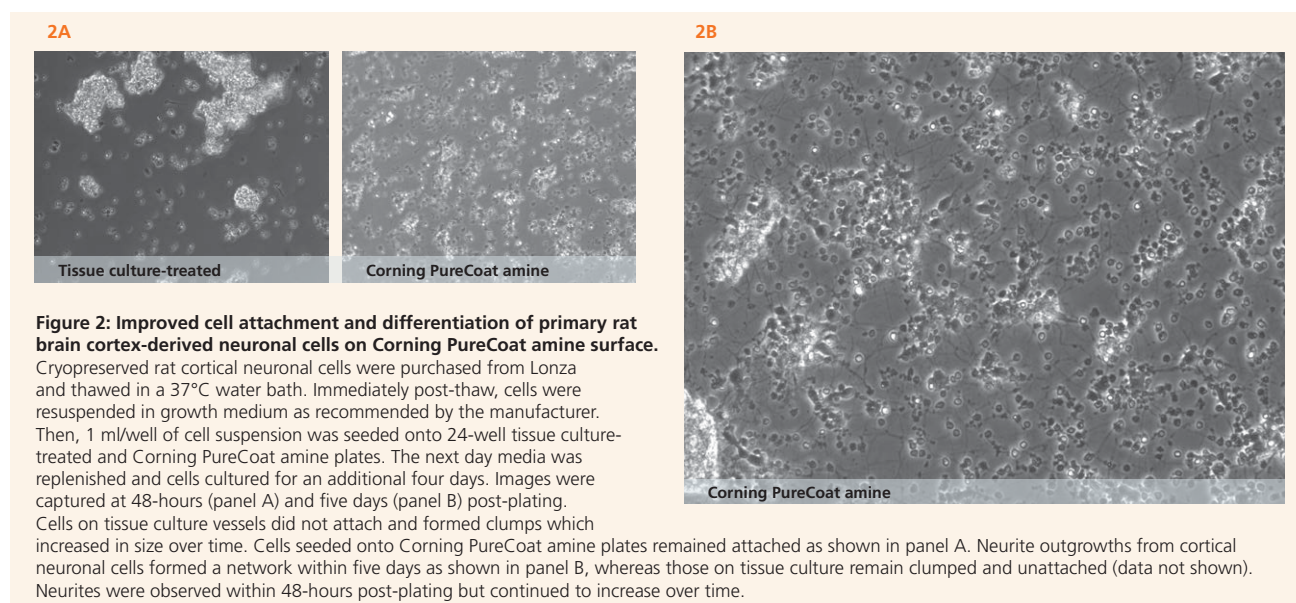 2A
2B
Tissue culture-treated
Corning PureCoat amine
Corning PureCoat amine
Figure 2: Improved cell attachment and differentiation of primary rat
brain cortex-derived neuronal cells on Corning PureCoat amine surface.
Cryopreserved rat cortical neuronal cells were purchased from Lonza
and thawed in a 37°C water bath. Immediately post-thaw, cells were
resuspended in growth medium as recommended by the manufacturer.
Then, 1 ml/well of cell suspension was seeded onto 24-well tissue culture-
treated and Corning PureCoat amine plates. The next day media was
replenished and cells cultured for an additional four days. Images were
captured at 48-hours (panel A) and five days (panel B) post-plating.
Cells on tissue culture vessels did not attach and formed clumps which
increased in size over time. Cells seeded onto Corning PureCoat amine plates remained attached as shown in panel A. Neurite outgrowths from cortical
neuronal cells formed a network within five days as shown in panel B, whereas those on tissue culture remain clumped and unattached (data not shown).
Neurites were observed within 48-hours post-plating but continued to increase over time.